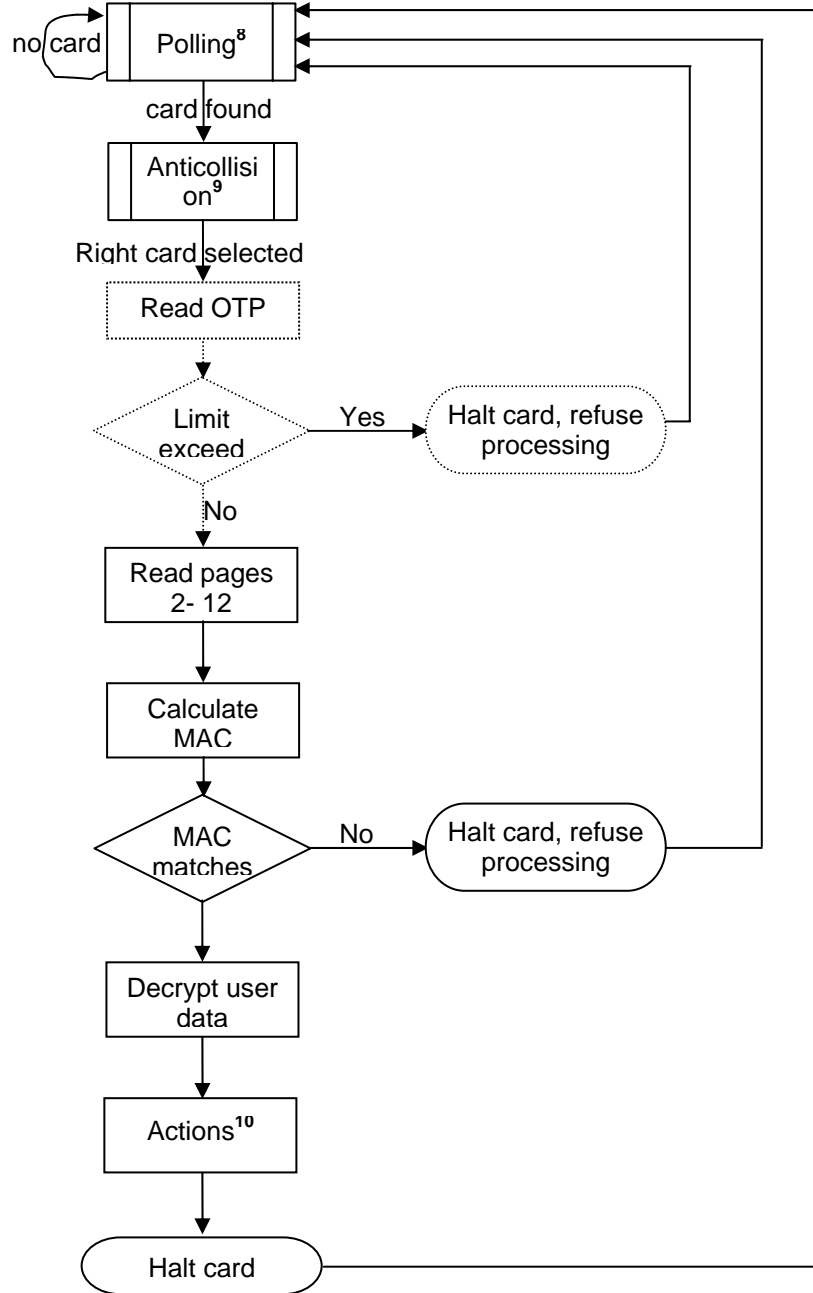 no card
Polling⁸
card found
Anticollisi
on⁹
Right card selected
Read OTP
Limit
exceed
Yes
Halt card, refuse
processing
No
Read pages
2- 12
Calculate
MAC
MAC
matches
No
Halt card, refuse
processing
Decrypt user
data
Actions¹⁰
Halt card